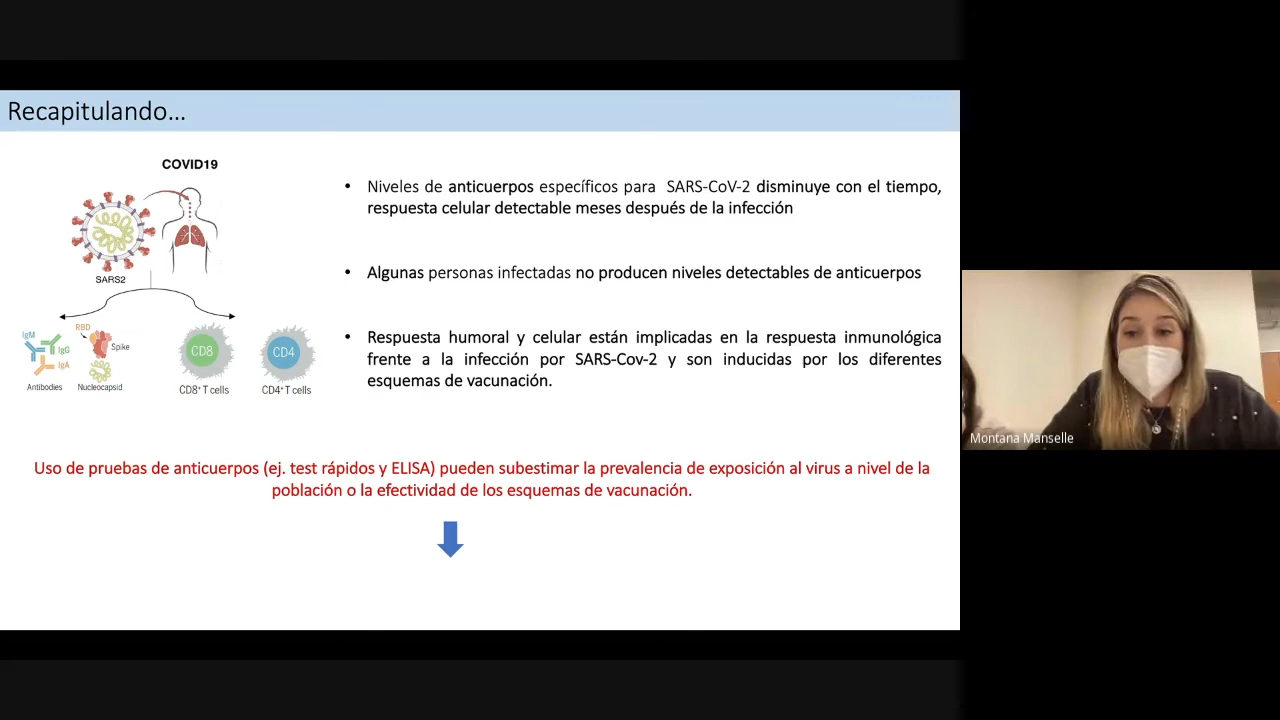 Recapitulando...
COVID19
SARS2
IgM
IgG
IgA
Antibodies
RBD
Spike
Nucleocapsid
CD8
CD8+ T cells
CD4
CD4+ T cells
• Niveles de anticuerpos específicos para SARS-CoV-2 disminuye con el tiempo,
respuesta celular detectable meses después de la infección
• Algunas personas infectadas no producen niveles detectables de anticuerpos
• Respuesta humoral y celular están implicadas en la respuesta inmunológica
frente a la infección por SARS-Cov-2 y son inducidas por los diferentes
esquemas de vacunación.
Uso de pruebas de anticuerpos (ej. test rápidos y ELISA) pueden subestimar la prevalencia de exposición al virus a nivel de la
población o la efectividad de los esquemas de vacunación.
Montana Manselle